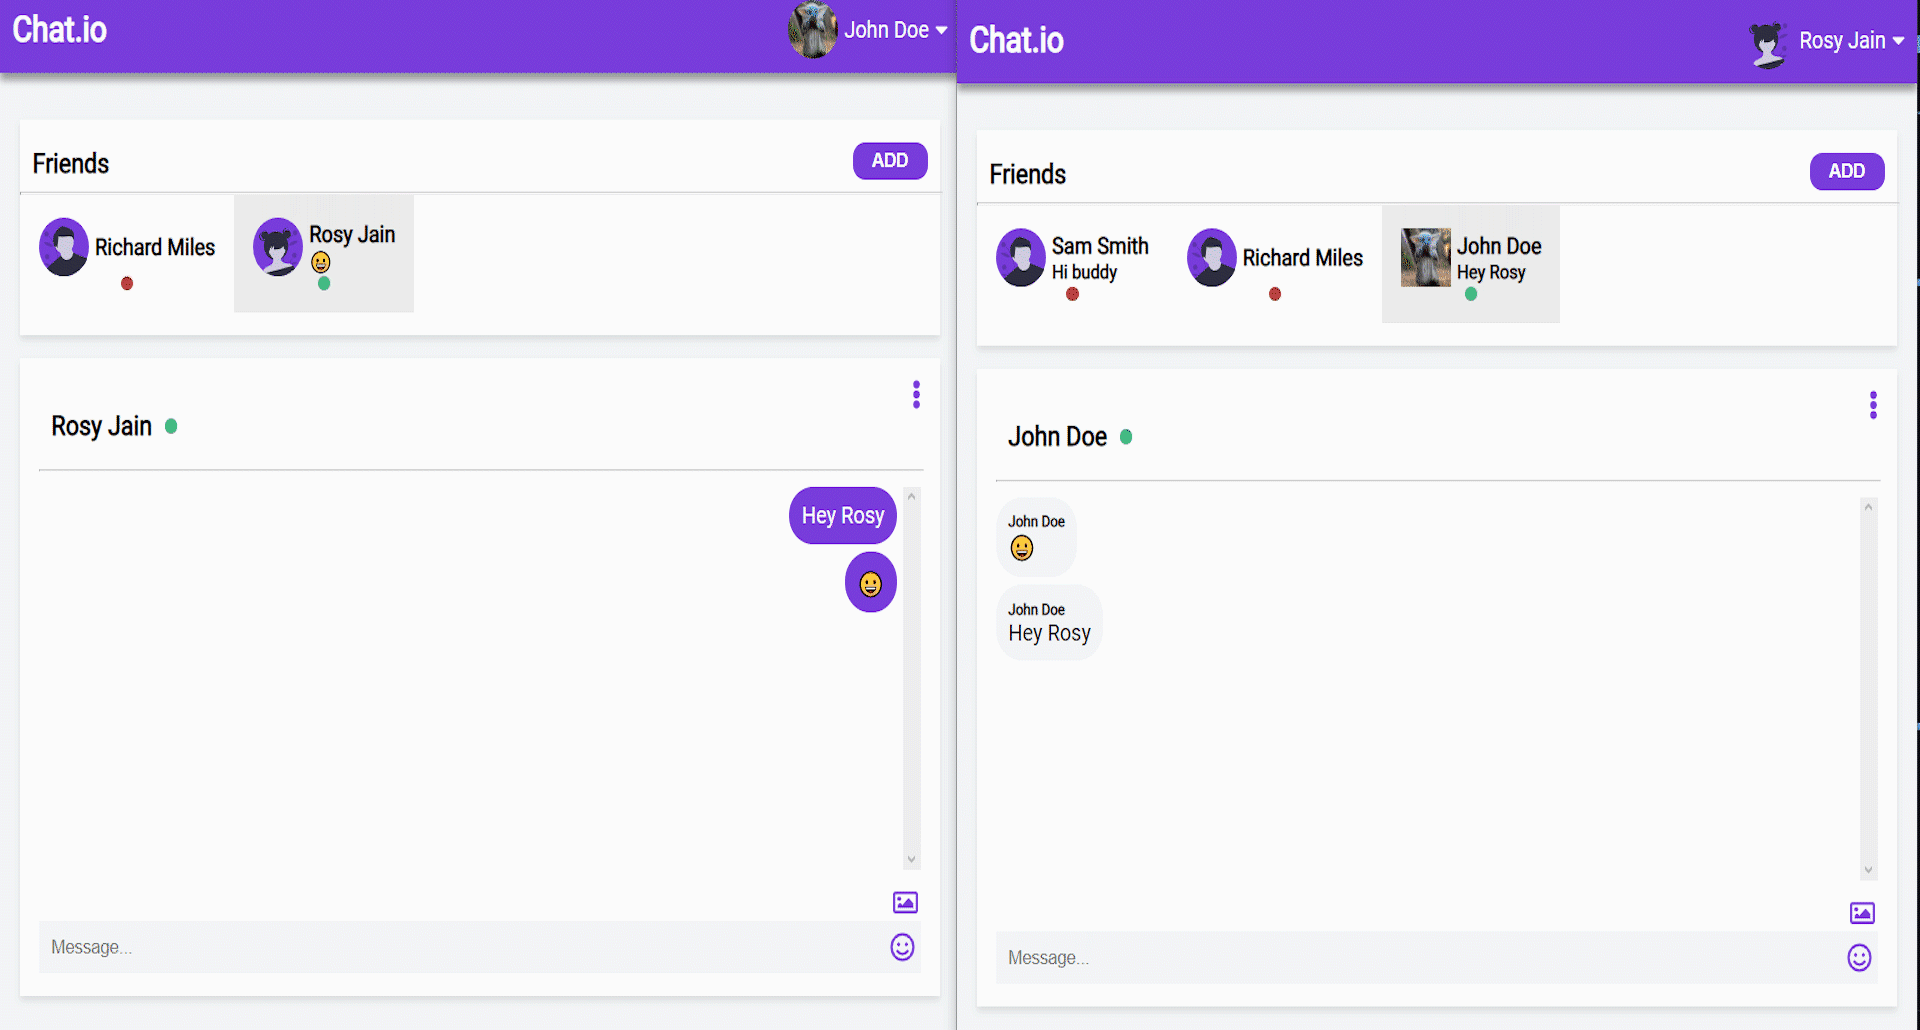 Chat.io
John Doe
Friends
ADD
Richard Miles
Rosy Jain
😀
Rosy Jain
Hey Rosy
😀
Message...
Chat.io
Rosy Jain
Friends
ADD
Sam Smith
Hi buddy
Richard Miles
John Doe
Hey Rosy
John Doe
John Doe
😀
John Doe
Hey Rosy
Message...